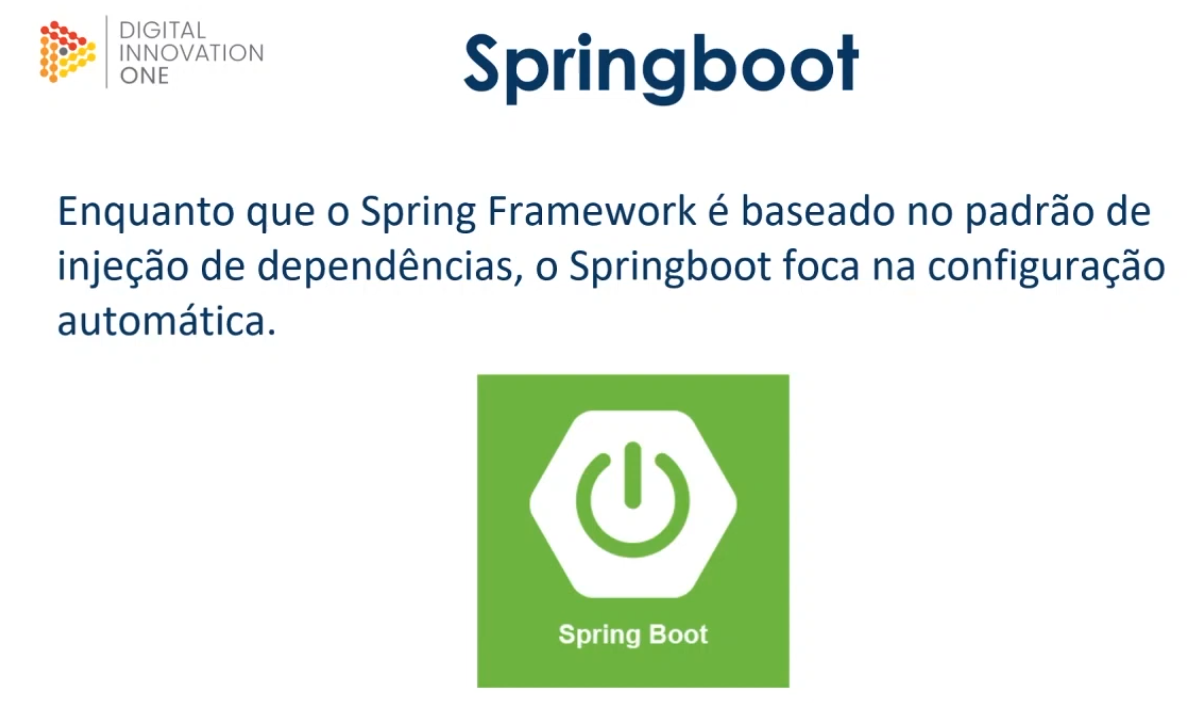 DIGITAL
INNOVATION
ONE
Springboot
Enquanto que o Spring Framework é baseado no padrão de
injeção de dependências, o Springboot foca na configuração
automática.
Spring Boot